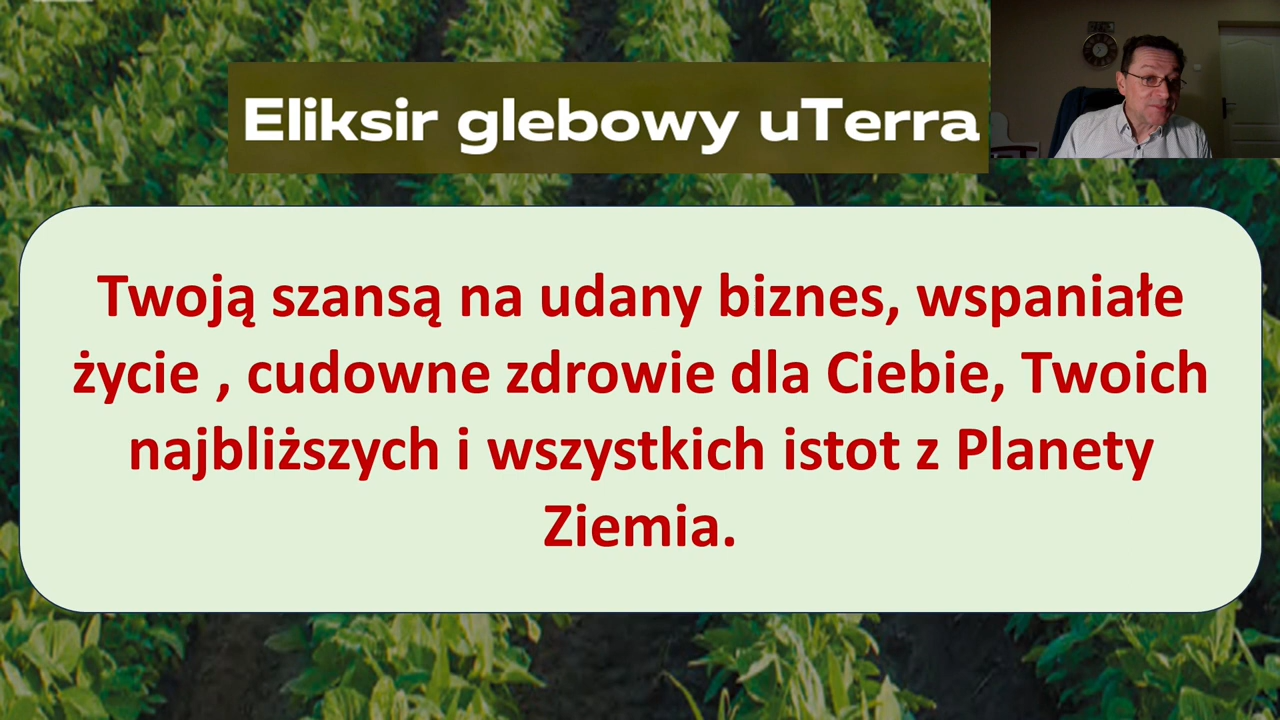 Eliksir glebowy uTerra
Twoją szansą na udany biznes, wspaniałe
życie , cudowne zdrowie dla Ciebie, Twoich
najbliższych i wszystkich istot z Planety
Ziemia.